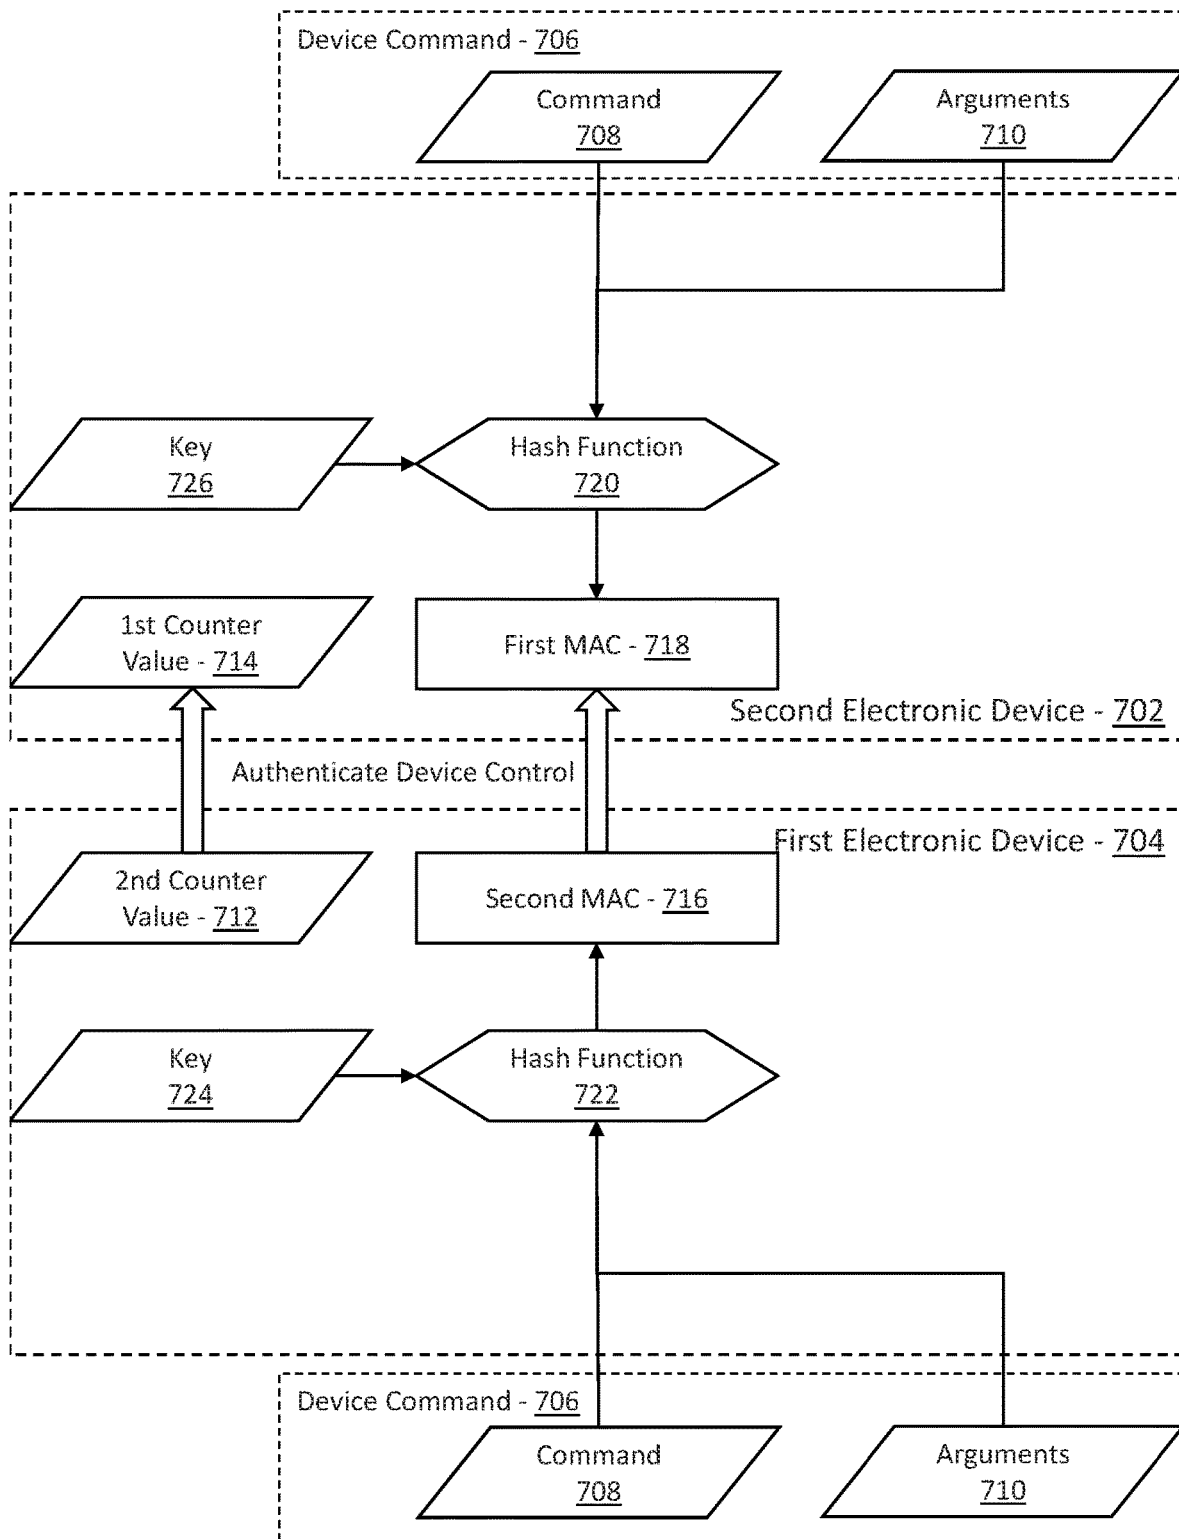 Device Command - 706
Command
708
Arguments
710
Key
726
Hash Function
720
1st Counter
Value - 714
First MAC - 718
Second Electronic Device - 702
Authenticate Device Control
First Electronic Device - 704
2nd Counter
Value - 712
Second MAC - 716
Key
724
Hash Function
722
Device Command - 706
Command
708
Arguments
710